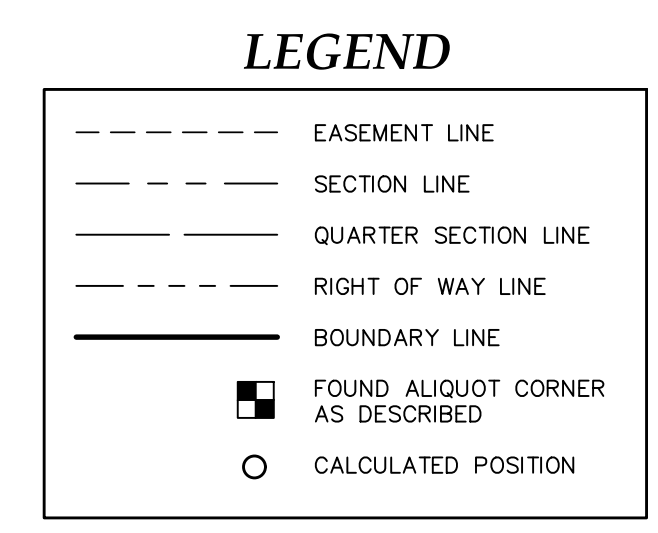 LEGEND
EASEMENT LINE
SECTION LINE
QUARTER SECTION LINE
RIGHT OF WAY LINE
BOUNDARY LINE
FOUND ALIQUOT CORNER
AS DESCRIBED
CALCULATED POSITION